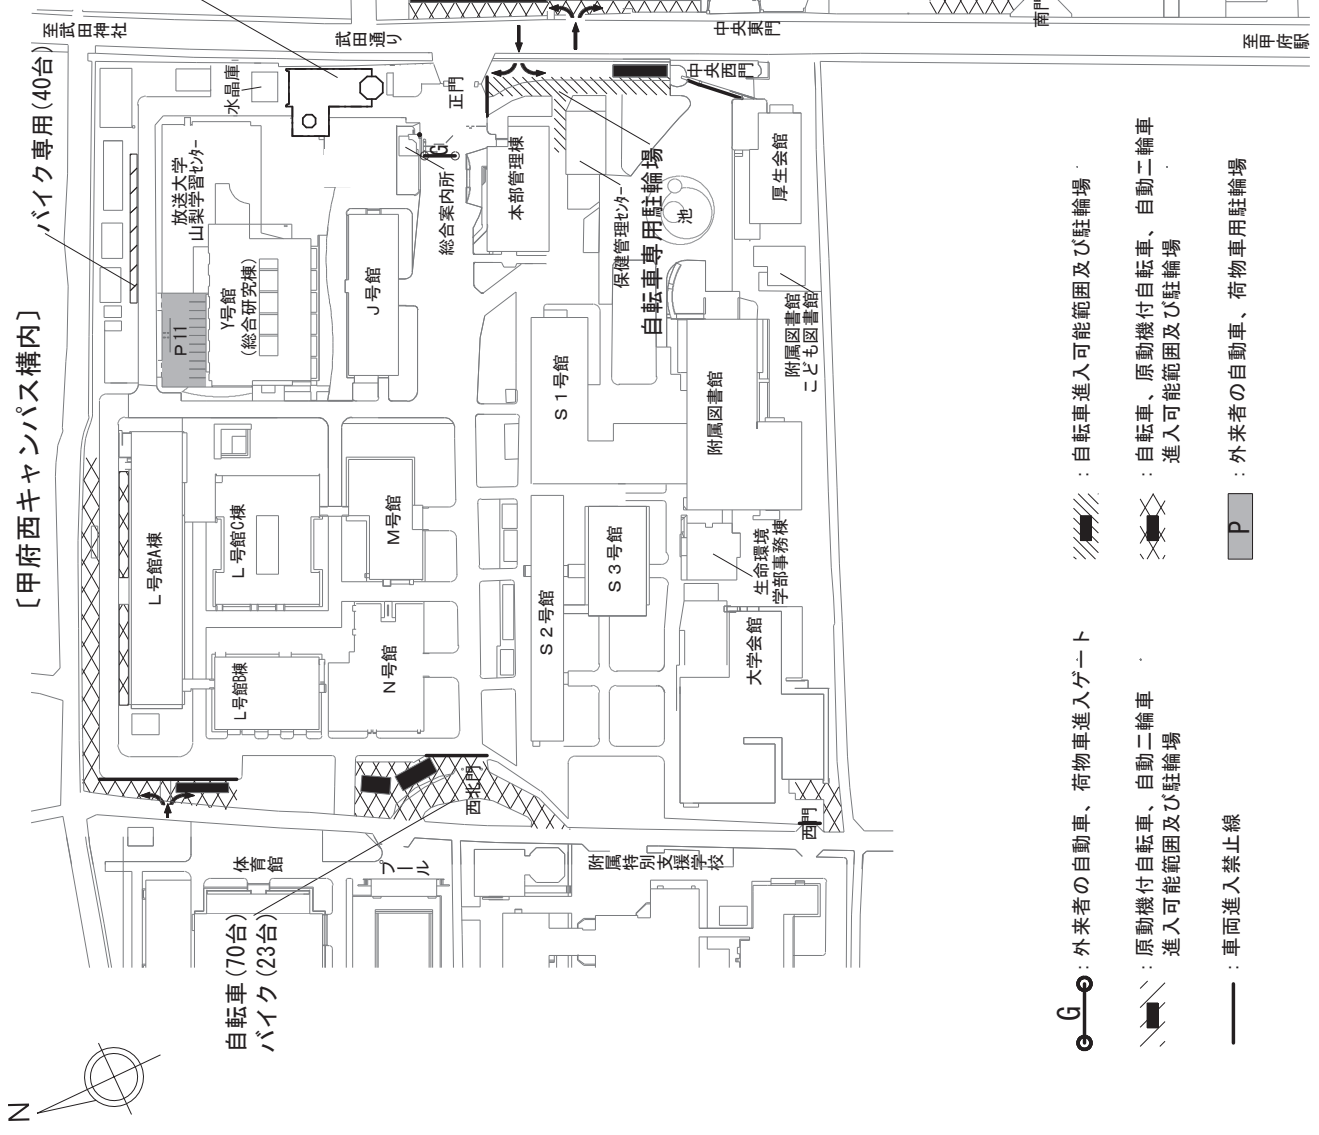 [甲府西キャンパス構内]
バイク専用(40台)
至武田神社
武田通り
中央東門
南門
至甲府駅
水晶庫
正門
中央西門
放送大学
山梨学習センター
総合案内所
G
本部管理棟
保健管理センター
自転車専用駐輪場
池
厚生会館
P11
Y号館
(総合研究棟)
J号館
S1号館
附属図書館
附属図書館
こども図書館
L号館A棟
L号館C棟
M号館
S2号館
S3号館
生命環境
学部事務棟
L号館B棟
N号館
大学会館
西北門
西門
体育館
プール
附属特別支援学校
自転車(70台)
バイク(23台)
N
G
:外来者の自動車、荷物車進入ゲート
:原動機付自転車、自動二輪車
進入可能範囲及び駐輪場
:車両進入禁止線
:自転車進入可能範囲及び駐輪場
:自転車、原動機付自転車、自動二輪車
進入可能範囲及び駐輪場
P
:外来者の自動車、荷物車用駐輪場